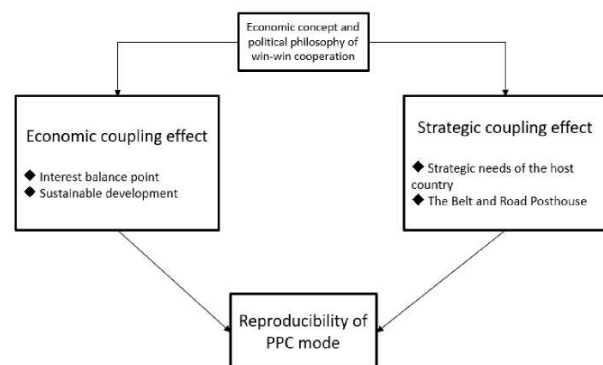 Economic concept and
political philosophy of
win-win cooperation
Economic coupling effect
◆ Interest balance point
◆ Sustainable development
Strategic coupling effect
◆ Strategic needs of the host
country
◆ The Belt and Road Posthouse
Reproducibility of
PPC mode